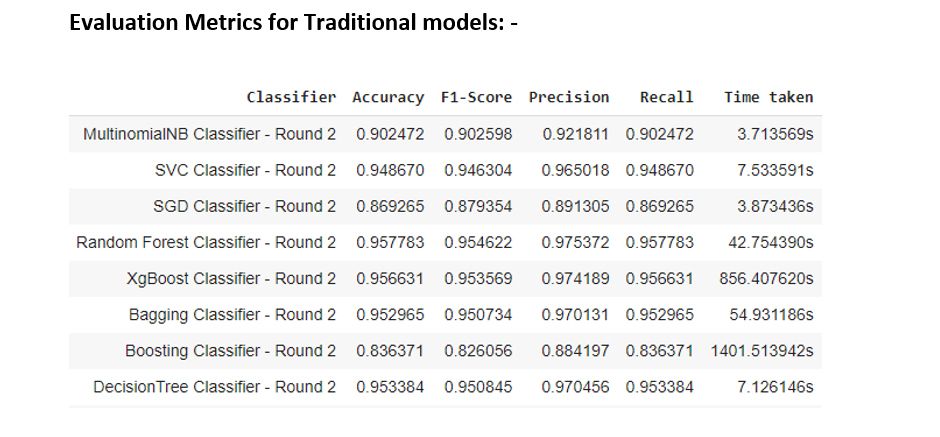 Evaluation Metrics for Traditional models: -
Classifier Accuracy F1-Score Precision Recall Time taken
MultinomialNB Classifier - Round 2 0.902472 0.902598 0.921811 0.902472 3.713569s
SVC Classifier - Round 2 0.948670 0.946304 0.965018 0.948670 7.533591s
SGD Classifier - Round 2 0.869265 0.879354 0.891305 0.869265 3.873436s
Random Forest Classifier - Round 2 0.957783 0.954622 0.975372 0.957783 42.754390s
XgBoost Classifier - Round 2 0.956631 0.953569 0.974189 0.956631 856.407620s
Bagging Classifier - Round 2 0.952965 0.950734 0.970131 0.952965 54.931186s
Boosting Classifier - Round 2 0.836371 0.826056 0.884197 0.836371 1401.513942s
DecisionTree Classifier - Round 2 0.953384 0.950845 0.970456 0.953384 7.126146s